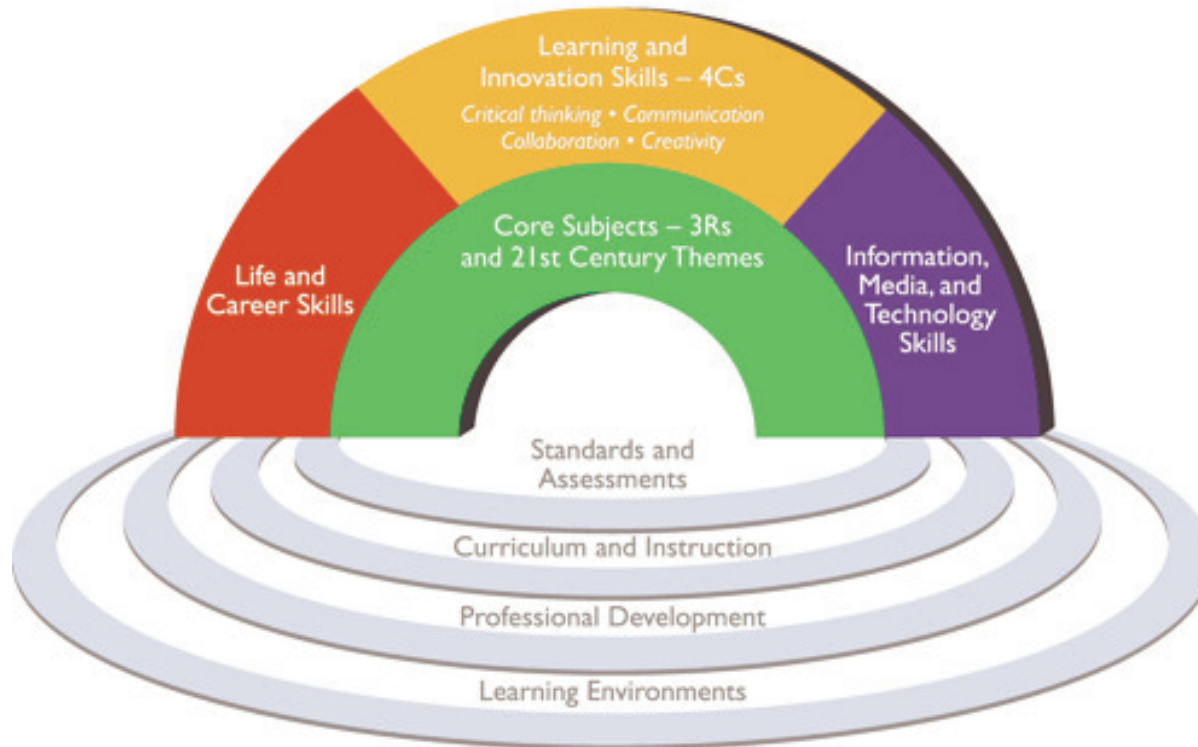 Learning and
Innovation Skills – 4Cs
Critical thinking • Communication
Collaboration • Creativity
Core Subjects – 3Rs
and 21st Century Themes
Life and
Career Skills
Information,
Media, and
Technology
Skills
Standards and
Assessments
Curriculum and Instruction
Professional Development
Learning Environments